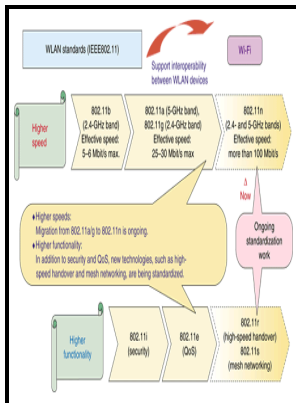 WLAN standards (IEEE802.11)
Support interoperability
between WLAN devices
Wi-Fi
Higher
speed
802.11b
(2.4-GHz band)
Effective speed:
5–6 Mbit/s max.
802.11a (5-GHz band),
802.11g (2.4-GHz band)
Effective speed:
25–30 Mbit/s max
802.11n
(2.4- and 5-GHz bands)
Effective speed:
more than 100 Mbit/s
Δ
Now
♦Higher speeds:
Migration from 802.11a/g to 802.11n is ongoing.
♦Higher functionality:
In addition to security and QoS, new technologies, such as high-
speed handover and mesh networking, are being standardized.
Ongoing
standardization
work
Higher
functionality
802.11i
(security)
802.11e
(QoS)
802.11r
(high-speed handover)
802.11s
(mesh networking)